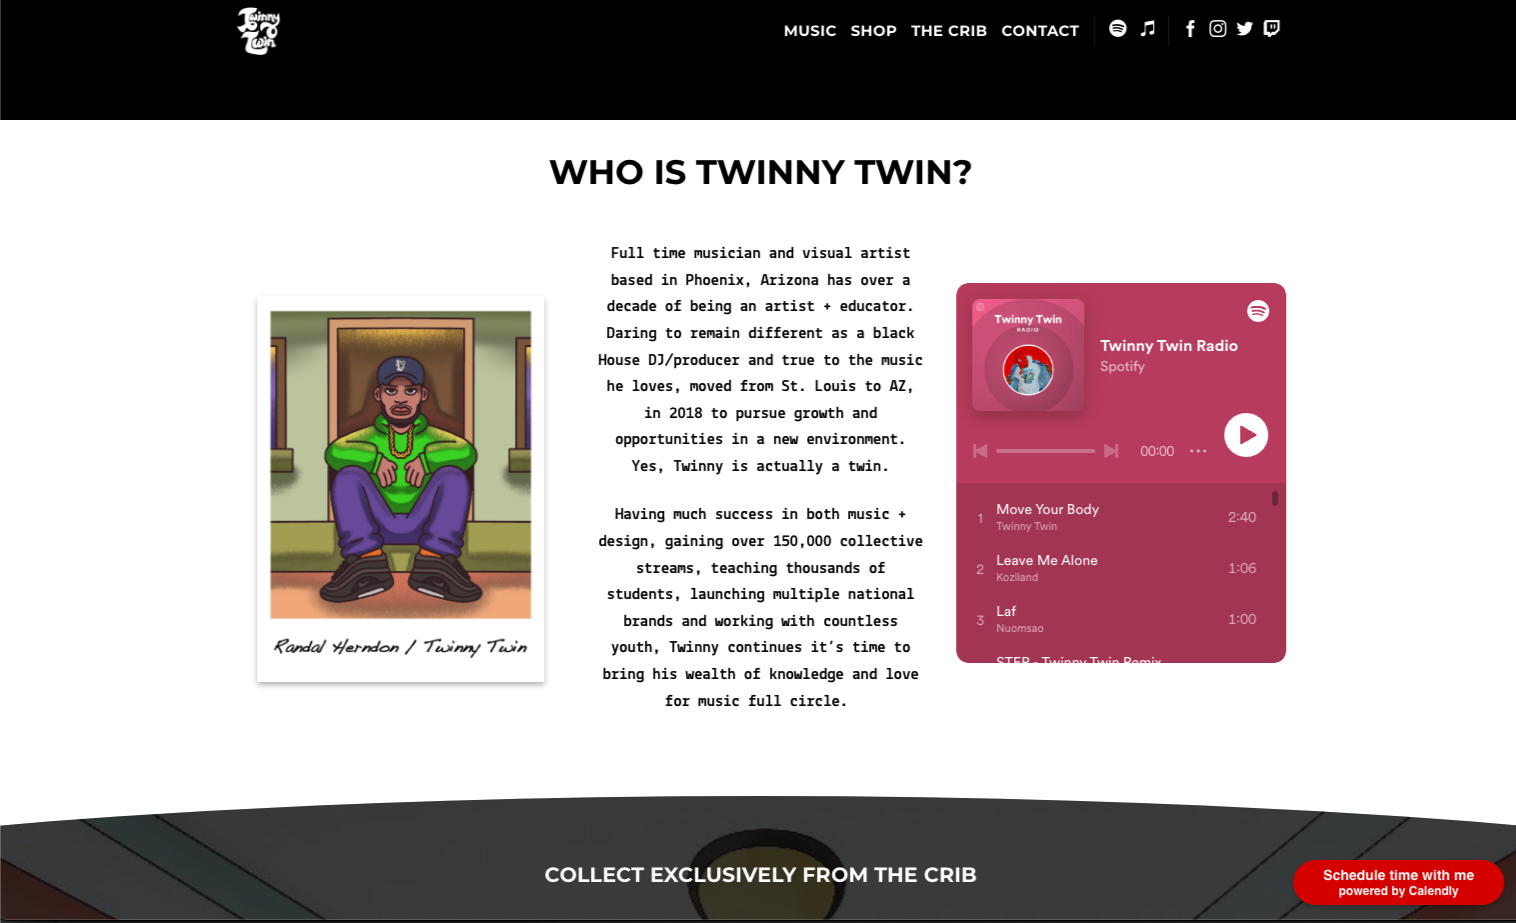 Twinny
Twin
MUSIC SHOP THE CRIB CONTACT
WHO IS TWINNY TWIN?
Full time musician and visual artist
based in Phoenix, Arizona has over a
decade of being an artist + educator.
Daring to remain different as a black
House DJ/producer and true to the music
he loves, moved from St. Louis to AZ,
in 2018 to pursue growth and
opportunities in a new environment.
Yes, Twinny is actually a twin.
Having much success in both music +
design, gaining over 150,000 collective
streams, teaching thousands of
students, launching multiple national
brands and working with countless
youth, Twinny continues it's time to
bring his wealth of knowledge and love
for music full circle.
Randal Herndon / Twinny Twin
Twinny Twin
RADIO
Twinny Twin Radio
Spotify
00:00
1 Move Your Body 2:40
Twinny Twin
2 Leave Me Alone 1:06
Koziland
3 Laf 1:00
Nuomsao
STEP - Twinny Twin Remix
COLLECT EXCLUSIVELY FROM THE CRIB
Schedule time with me
powered by Calendly